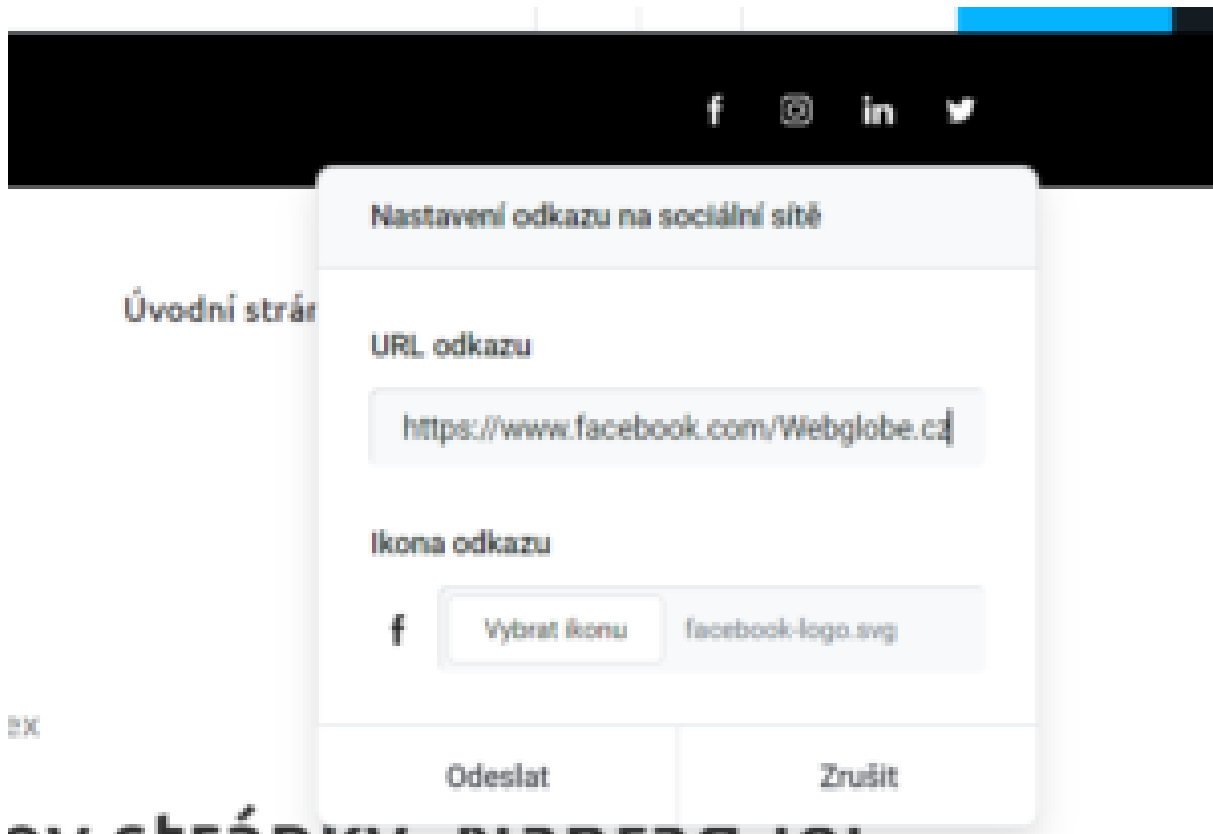 Nastavení odkazu na sociální sítě
Úvodní strán
URL odkazu
https://www.facebook.com/Webglobe.cz
Ikona odkazu
Vybrat ikonu facebook-logo.svg
ex
Odeslat Zrušit